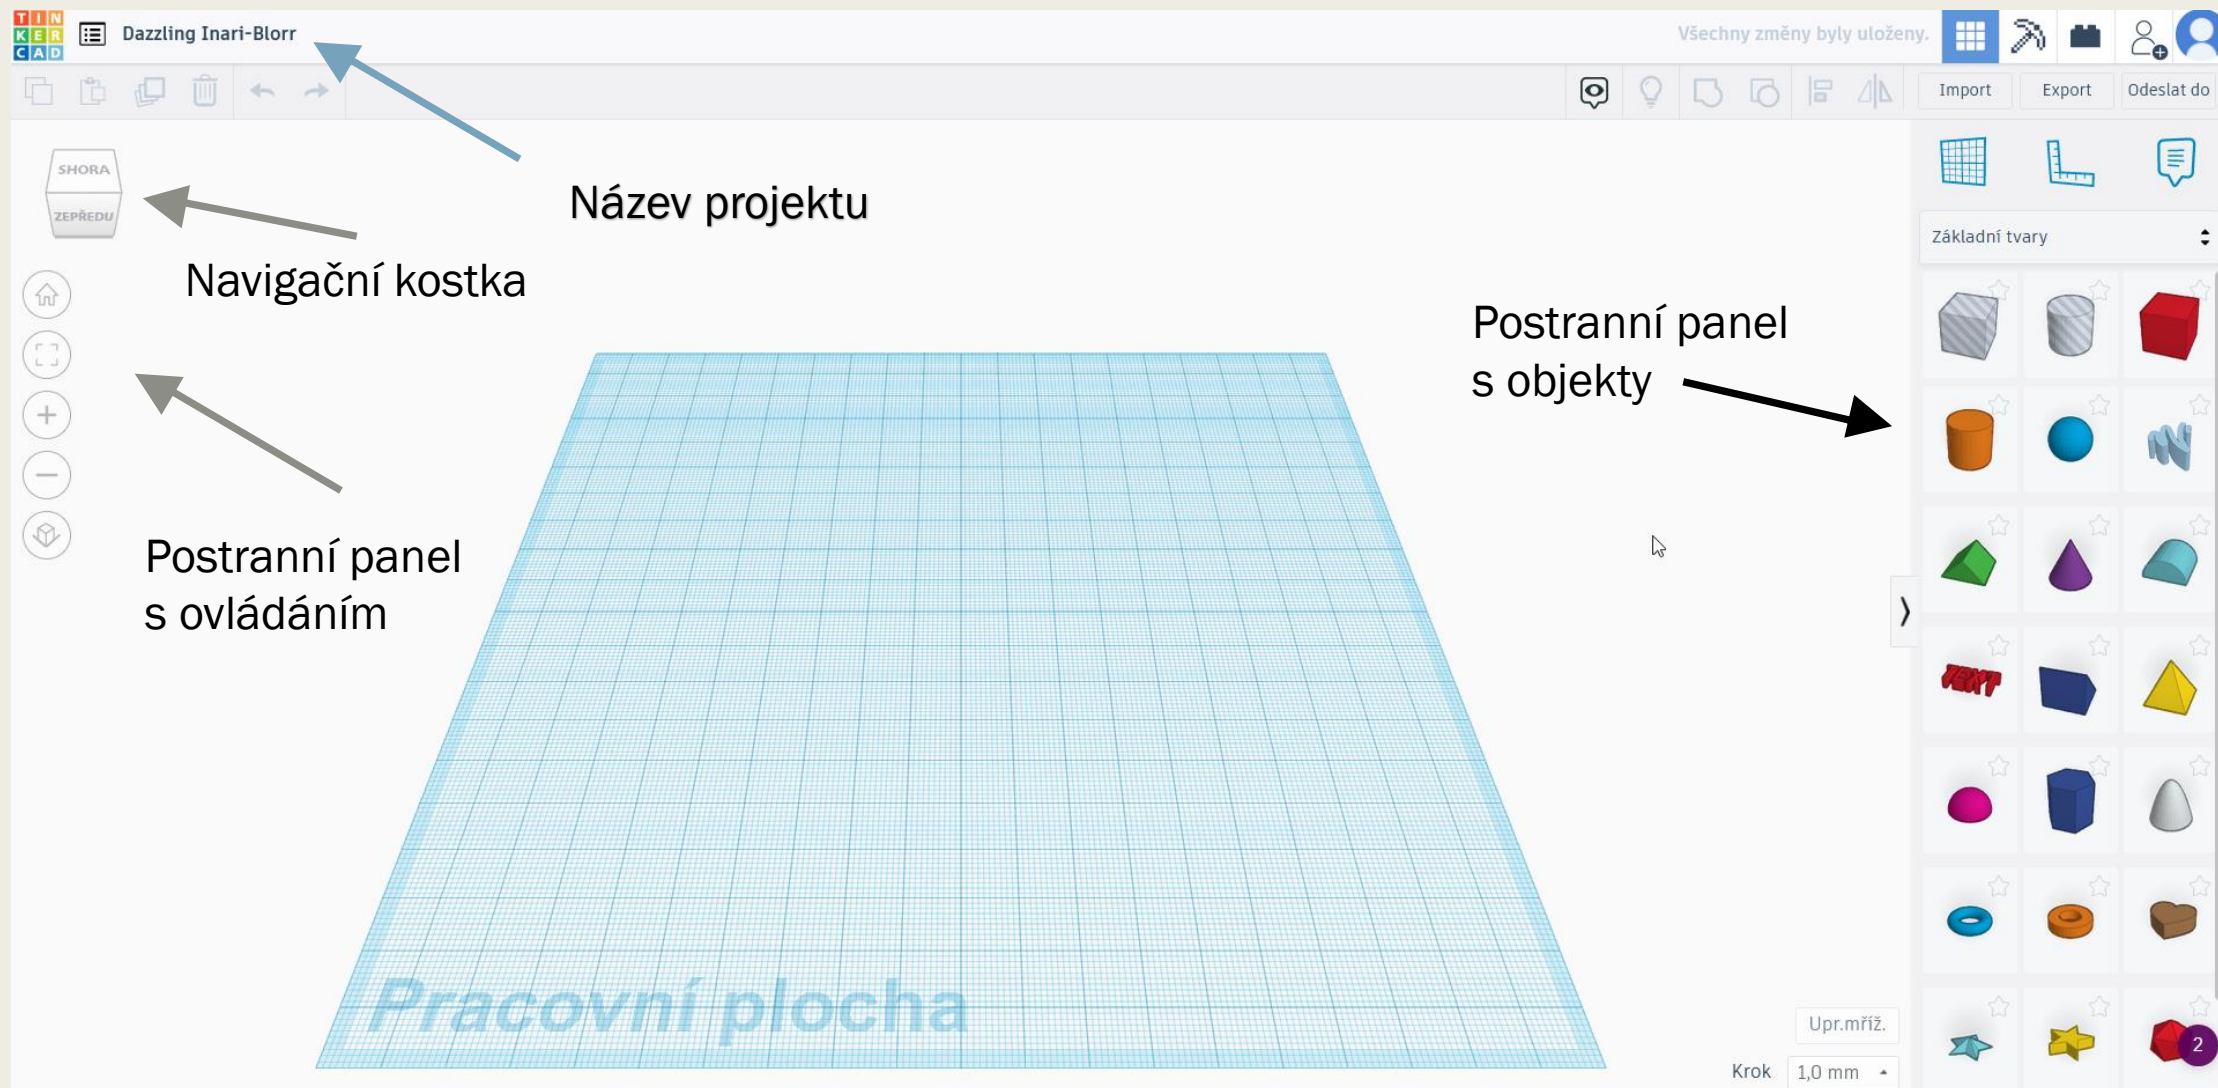 TIN
KER
CAD
Dazzling Inari-Blorr
Všechny změny byly uloženy.
Import
Export
Odeslat do
SHORA
ZEPŘEDU
Název projektu
Navigační kostka
Základní tvary
Postranní panel
s objekty
Postranní panel
s ovládáním
TEXT
Pracovní plocha
Upr.mříž.
2
Krok
1,0 mm